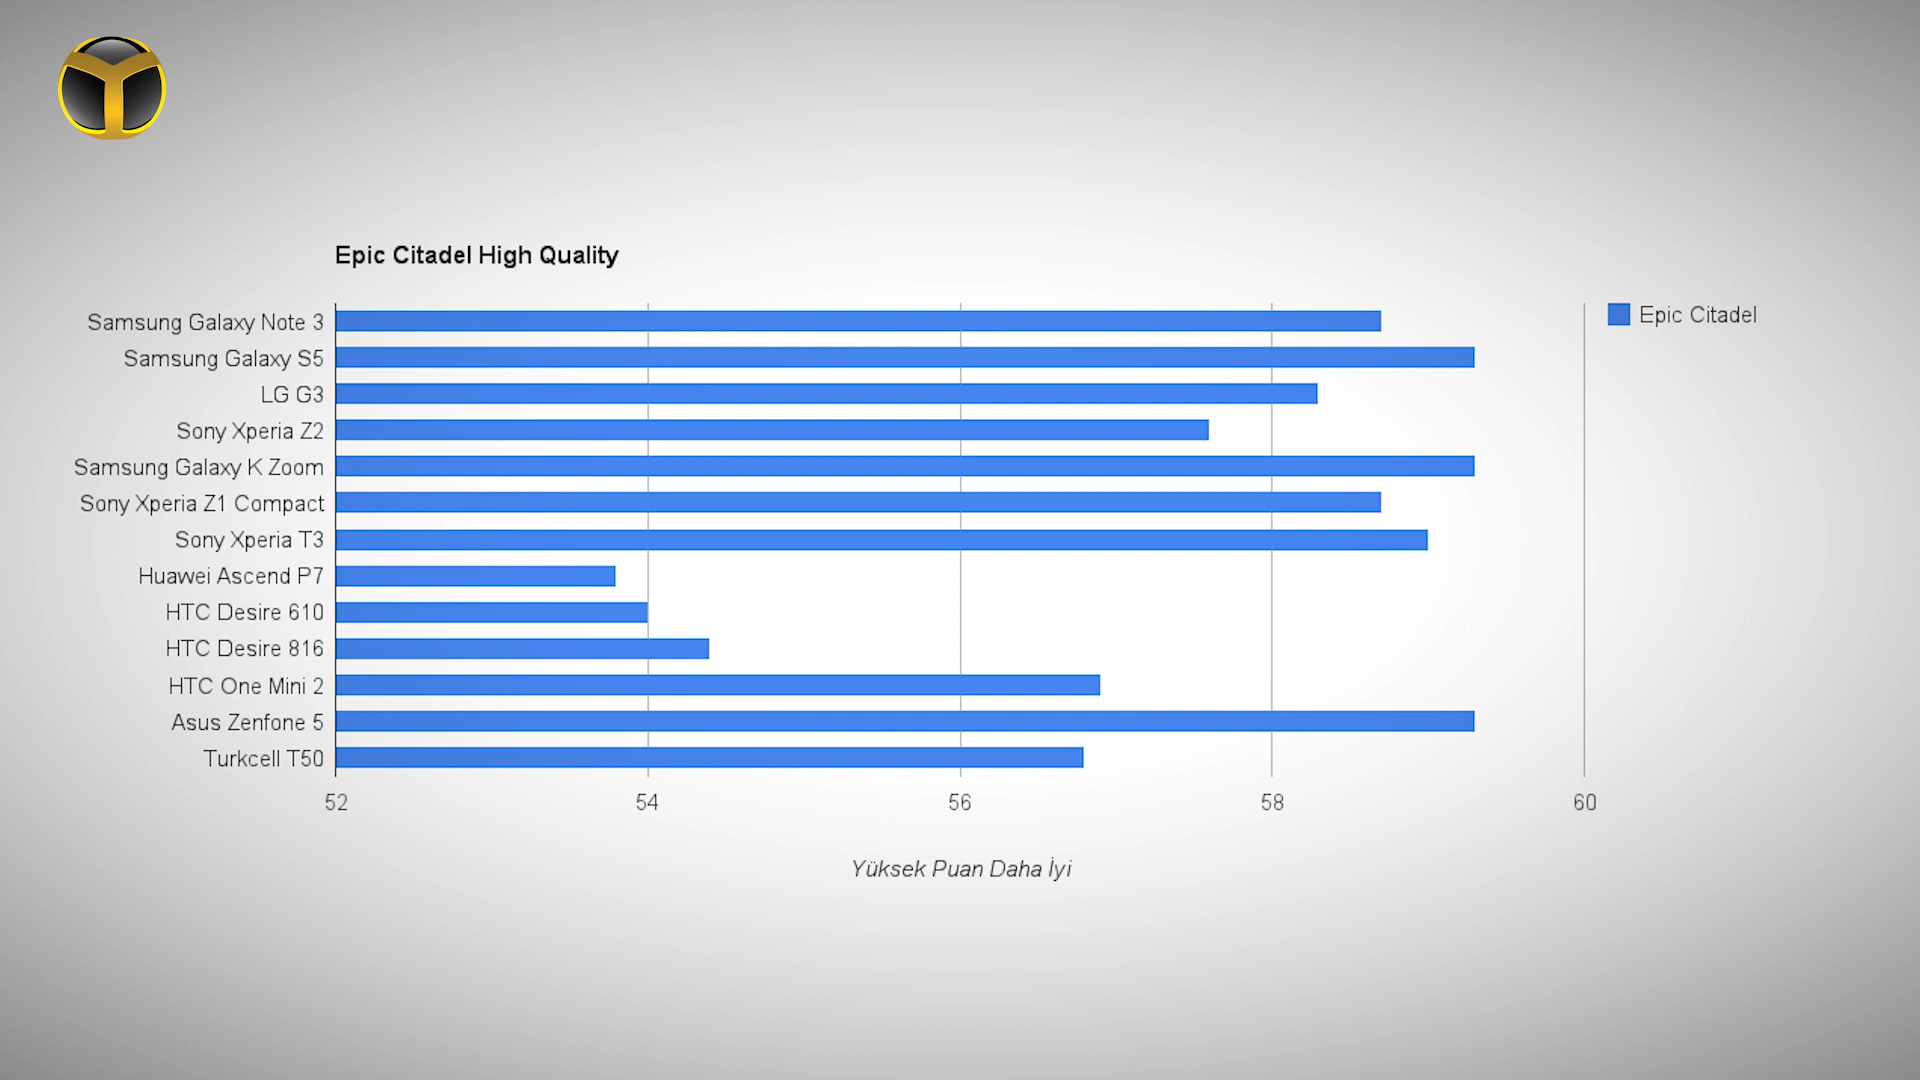 Epic Citadel High Quality
Epic Citadel
Samsung Galaxy Note 3
Samsung Galaxy S5
LG G3
Sony Xperia Z2
Samsung Galaxy K Zoom
Sony Xperia Z1 Compact
Sony Xperia T3
Huawei Ascend P7
HTC Desire 610
HTC Desire 816
HTC One Mini 2
Asus Zenfone 5
Turkcell T50
52 54 56 58 60
Yüksek Puan Daha İyi